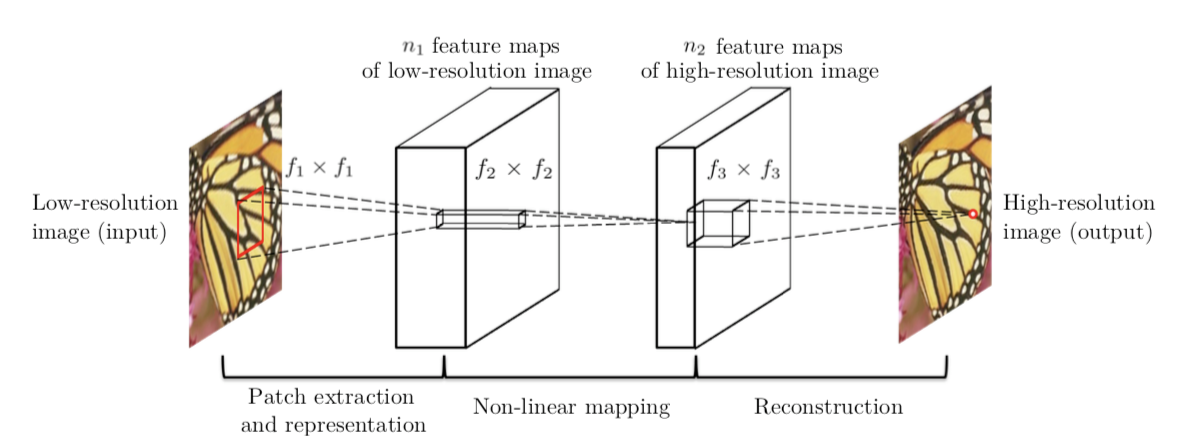 n₁ feature maps
of low-resolution image
n₂ feature maps
of high-resolution image
f₁ × f₁
f₂ × f₂
f₃ × f₃
Low-resolution
image (input)
High-resolution
image (output)
Patch extraction
and representation
Non-linear mapping
Reconstruction